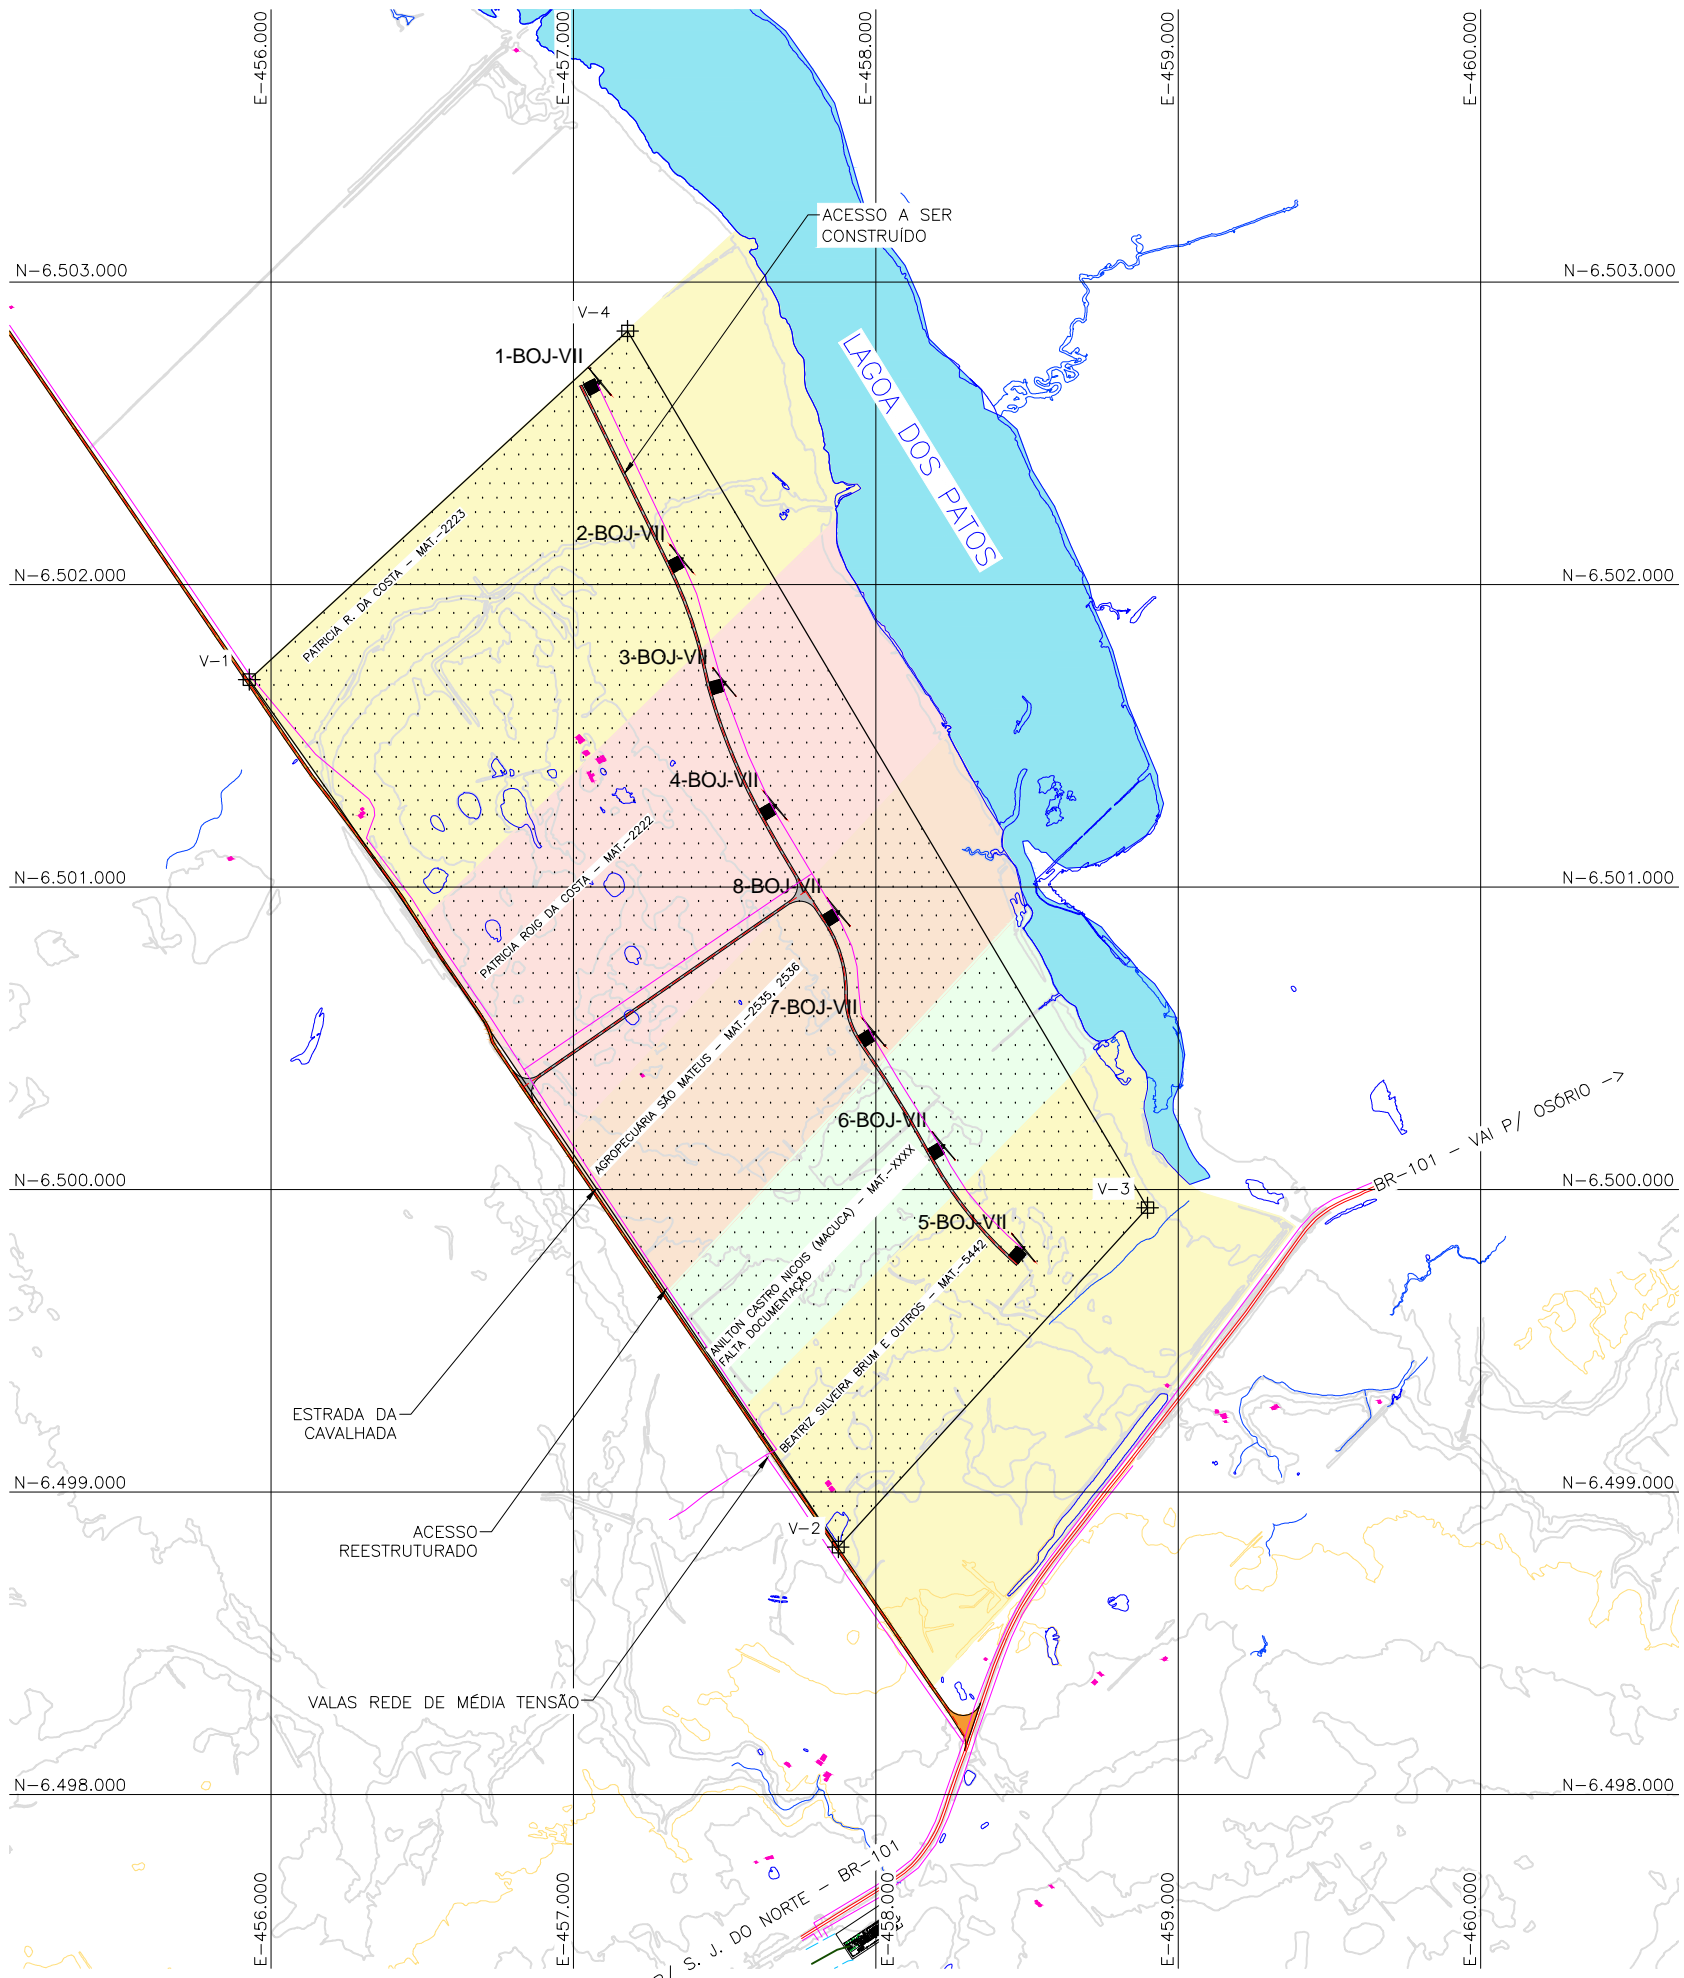 E-456.000
E-457.000
E-458.000
E-459.000
E-460.000
ACESSO A SER
CONSTRUÍDO
N-6.503.000
N-6.503.000
V-4
1-BOJ-VII
LAGOA DOS PATOS
2-BOJ-VII
PATRICIA R. DA COSTA - MAT.-2223
N-6.502.000
N-6.502.000
V-1
3-BOJ-VII
4-BOJ-VII
PATRICIA ROIG DA COSTA - MAT.-2222
N-6.501.000
8-BOJ-VII
N-6.501.000
AGROPECUÁRIA SÃO MATEUS - MAT.-2535, 2536
7-BOJ-VII
6-BOJ-VII
BR-101 - VAI P/ OSÓRIO ->
N-6.500.000
V-3
N-6.500.000
5-BOJ-VII
ANILTON CASTRO NICOIS (MACUCA) - MAT.-XXXX
FALTA DOCUMENTAÇÃO
BEATRIZ SILVEIRA BRUM E OUTROS - MAT.-5442
ESTRADA DA
CAVALHADA
N-6.499.000
N-6.499.000
V-2
ACESSO
REESTRUTURADO
VALAS REDE DE MÉDIA TENSÃO
N-6.498.000
N-6.498.000
P/ S. J. DO NORTE - BR-101
E-456.000
E-457.000
E-458.000
E-459.000
E-460.000